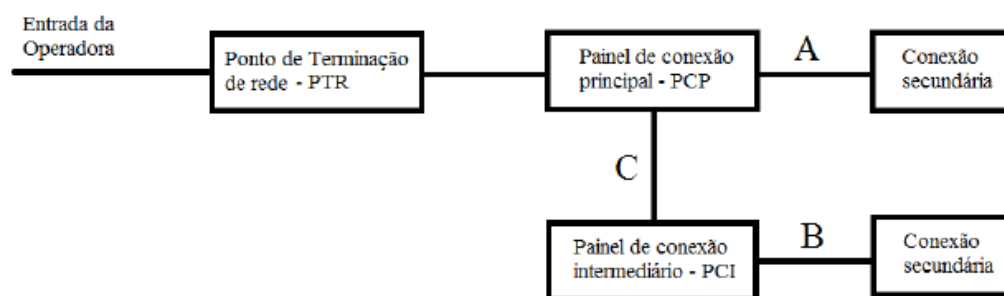 Entrada da
Operadora
Ponto de Terminação
de rede - PTR
Painel de conexão
principal - PCP
A
Conexão
secundária
C
Painel de conexão
intermediário - PCI
B
Conexão
secundária